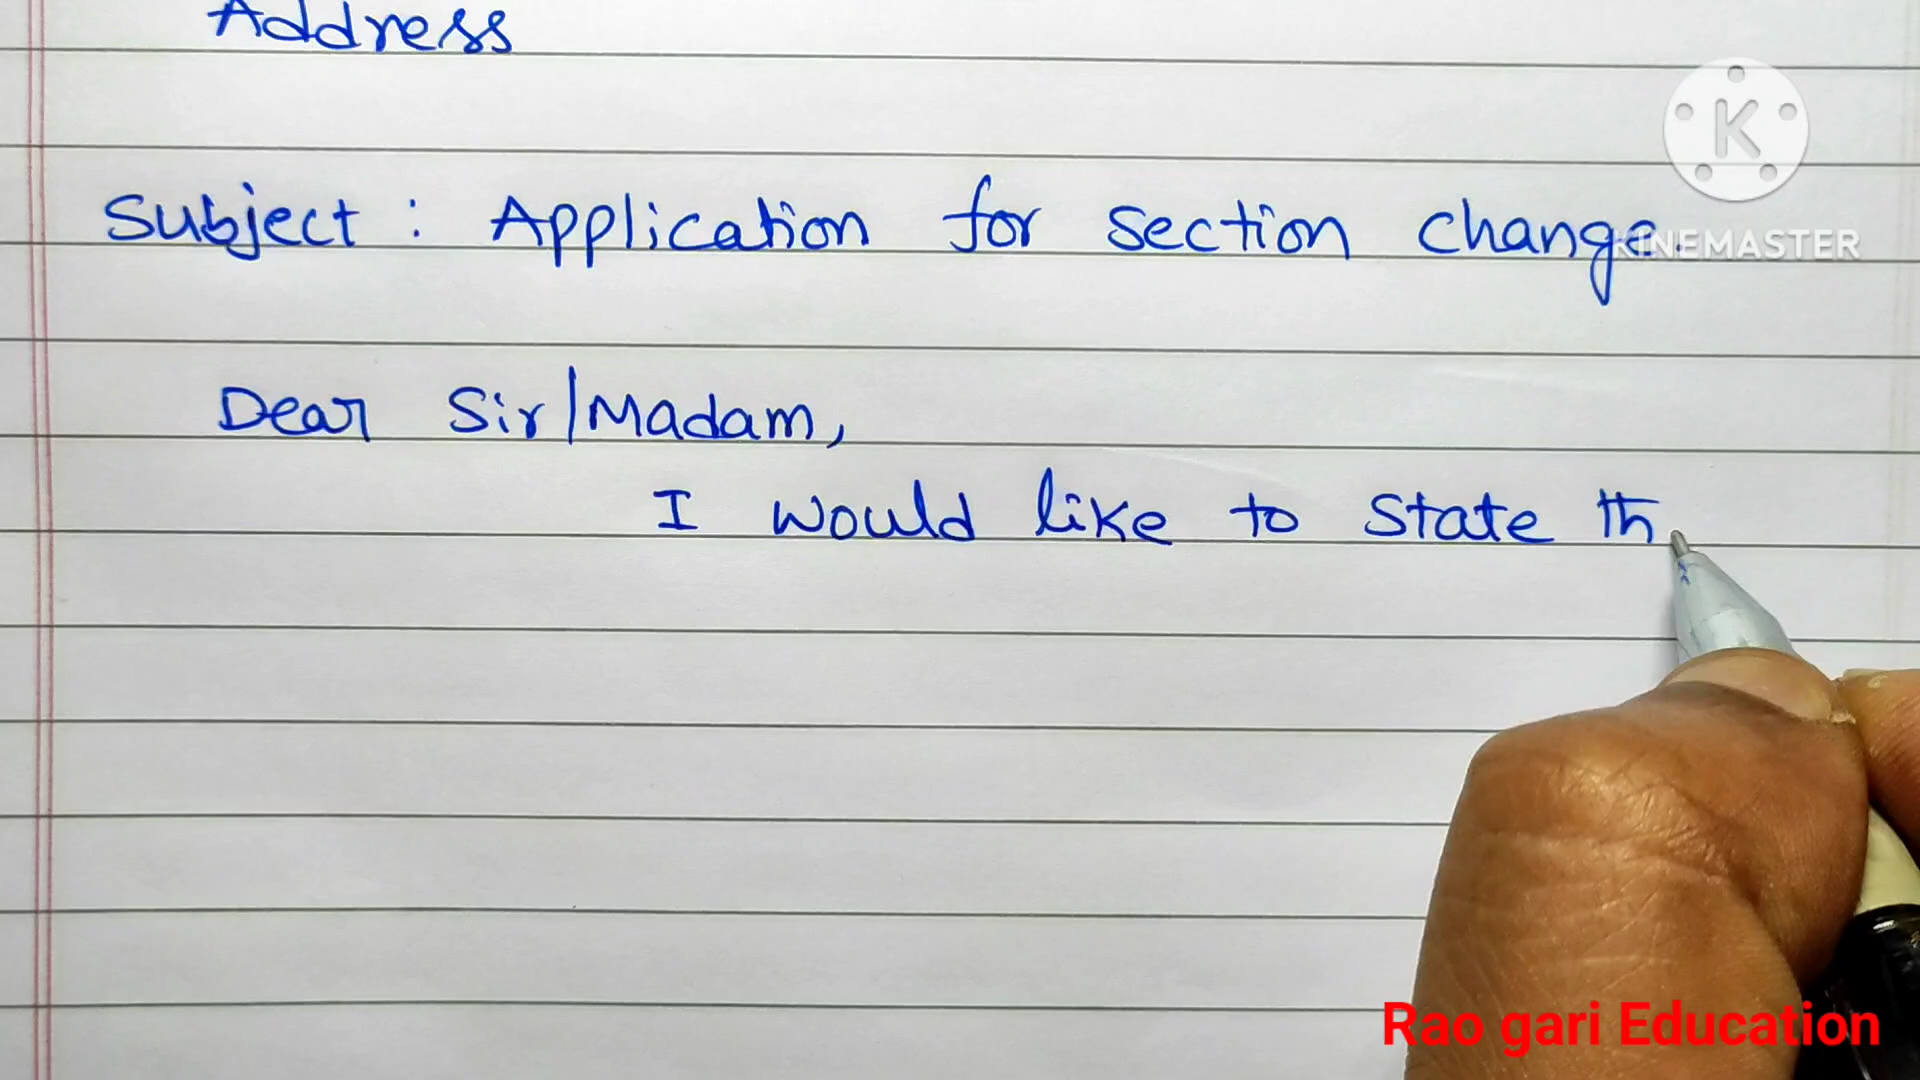 Address
Subject : Application for section change.
KINEMASTER
Dear Sir/Madam,
I would like to state th
Rao gari Education